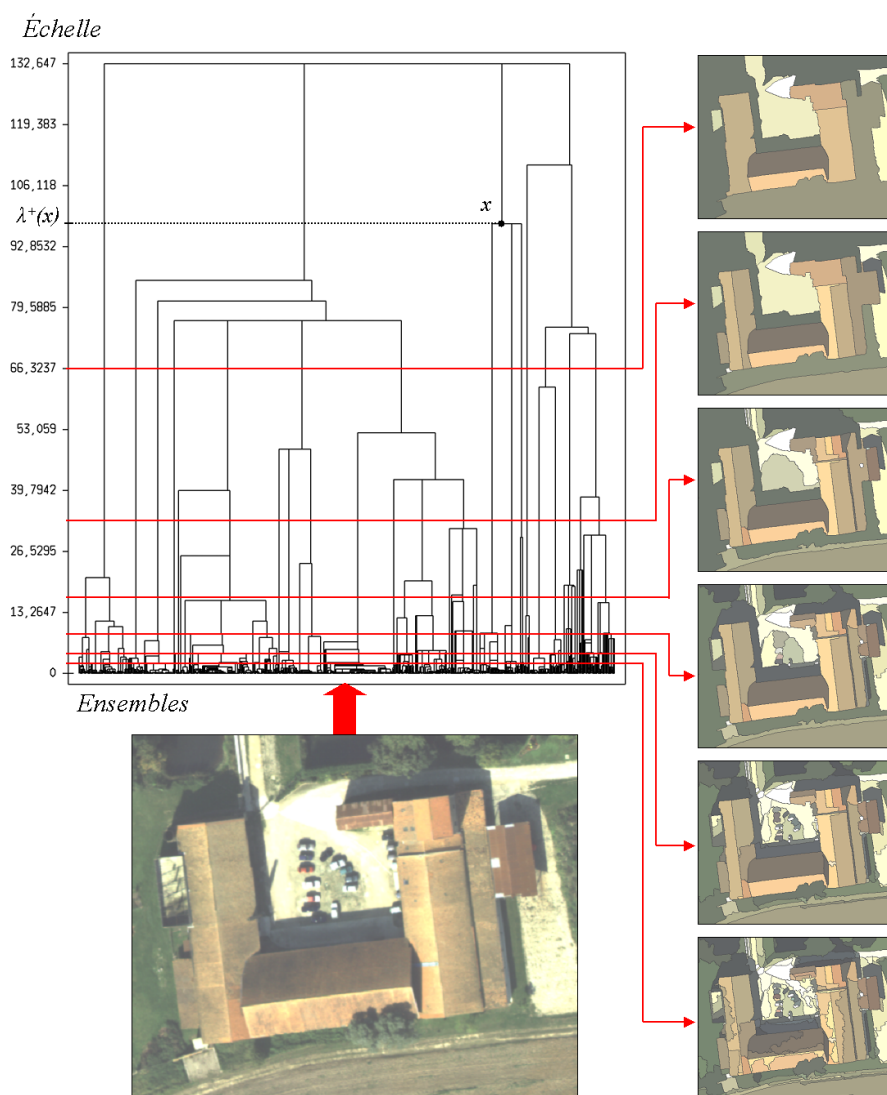 Échelle
132,647
119,383
106,118
λ⁺(x)
x
92,8532
79,5885
66,3237
53,059
39,7942
26,5295
13,2647
0
Ensembles